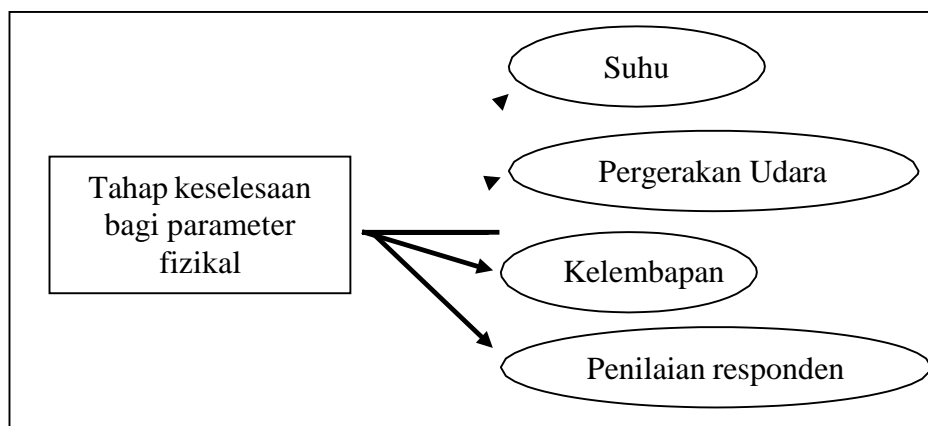 Tahap keselesaan
bagi parameter
fizikal
Suhu
Pergerakan Udara
Kelembapan
Penilaian responden